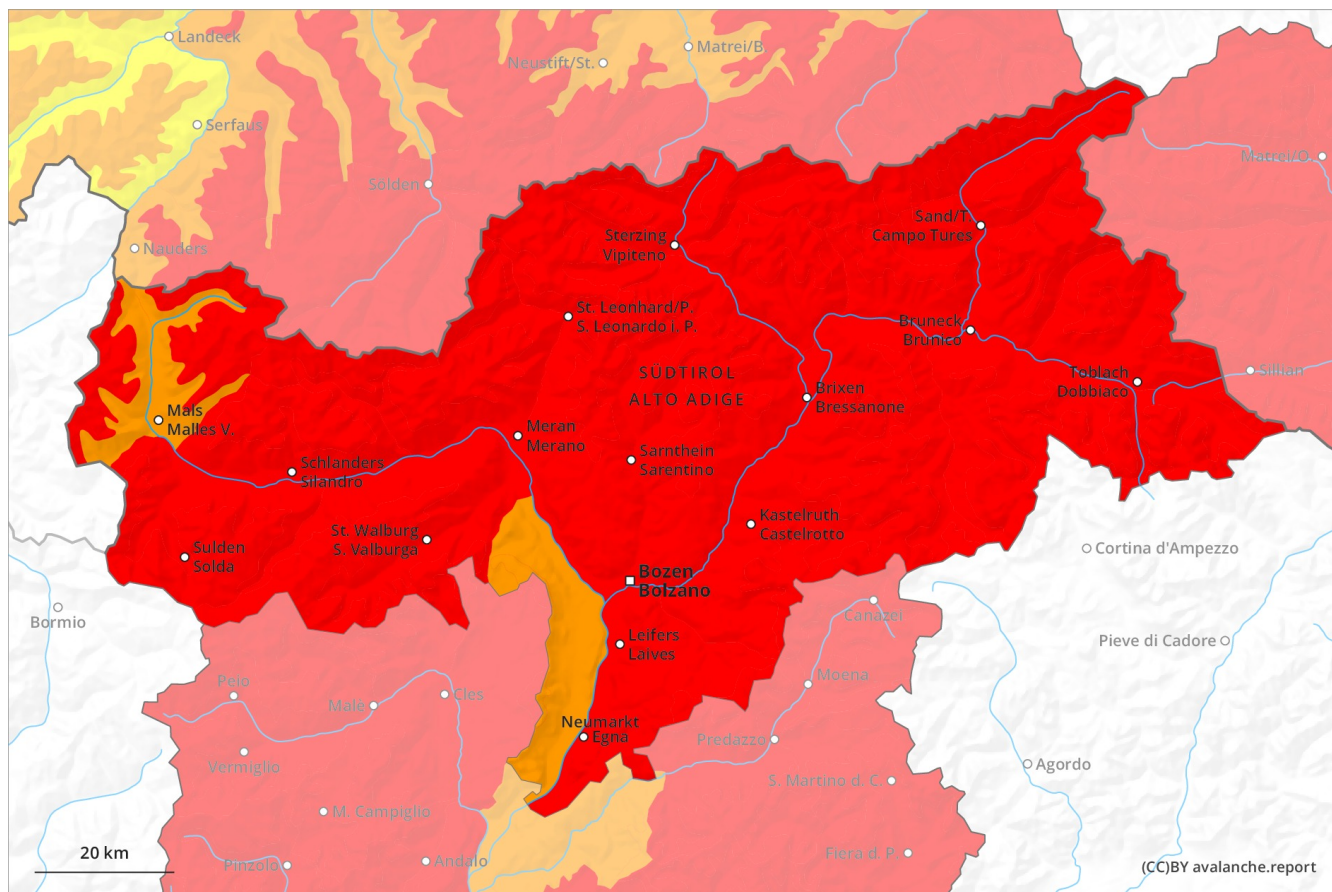 Landeck
Matrei/B.
Neustift/St.
Serfaus
Matrei/O.
Sölden
Sand/T.
Campo Tures
Sterzing
Vipiteno
Nauders
St. Leonhard/P.
S. Leonardo i. P.
Bruneck
Brunico
SÜDTIROL
ALTO ADIGE
Toblach
Dobbiaco
Sillian
Brixen
Bressanone
Mals
Malles V.
Meran
Merano
Schlanders
Silandro
Sarnthein
Sarentino
Kastelruth
Castelrotto
St. Walburg
S. Valburga
Sulden
Solda
Cortina d'Ampezzo
Bozen
Bolzano
Bormio
Canazei
Leifers
Laives
Pieve di Cadore
Moena
Peio
Cles
Malè
Neumarkt
Egna
Predazzo
Vermiglio
Agordo
S. Martino d. C.
M. Campiglio
20 km
Andalo
Pinzolo
Fiera d. P.
(CC)BY avalanche.report